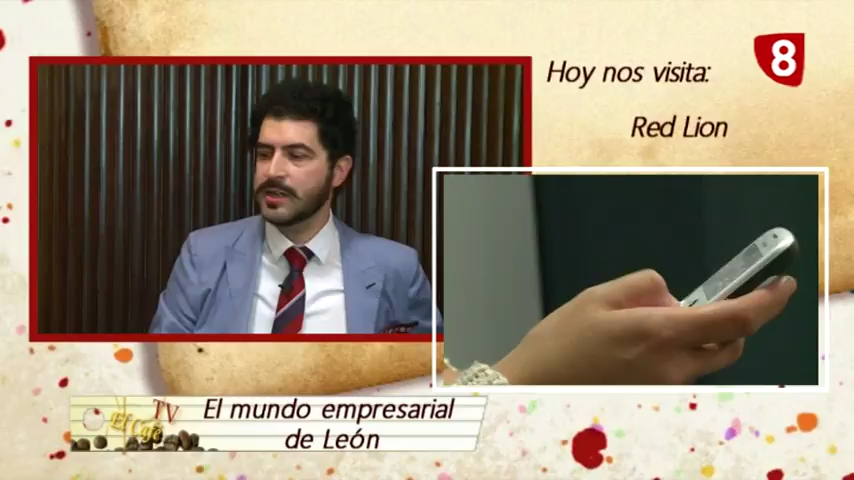 8
Hoy nos visita:
Red Lion
TV
El Café
El mundo empresarial
de León